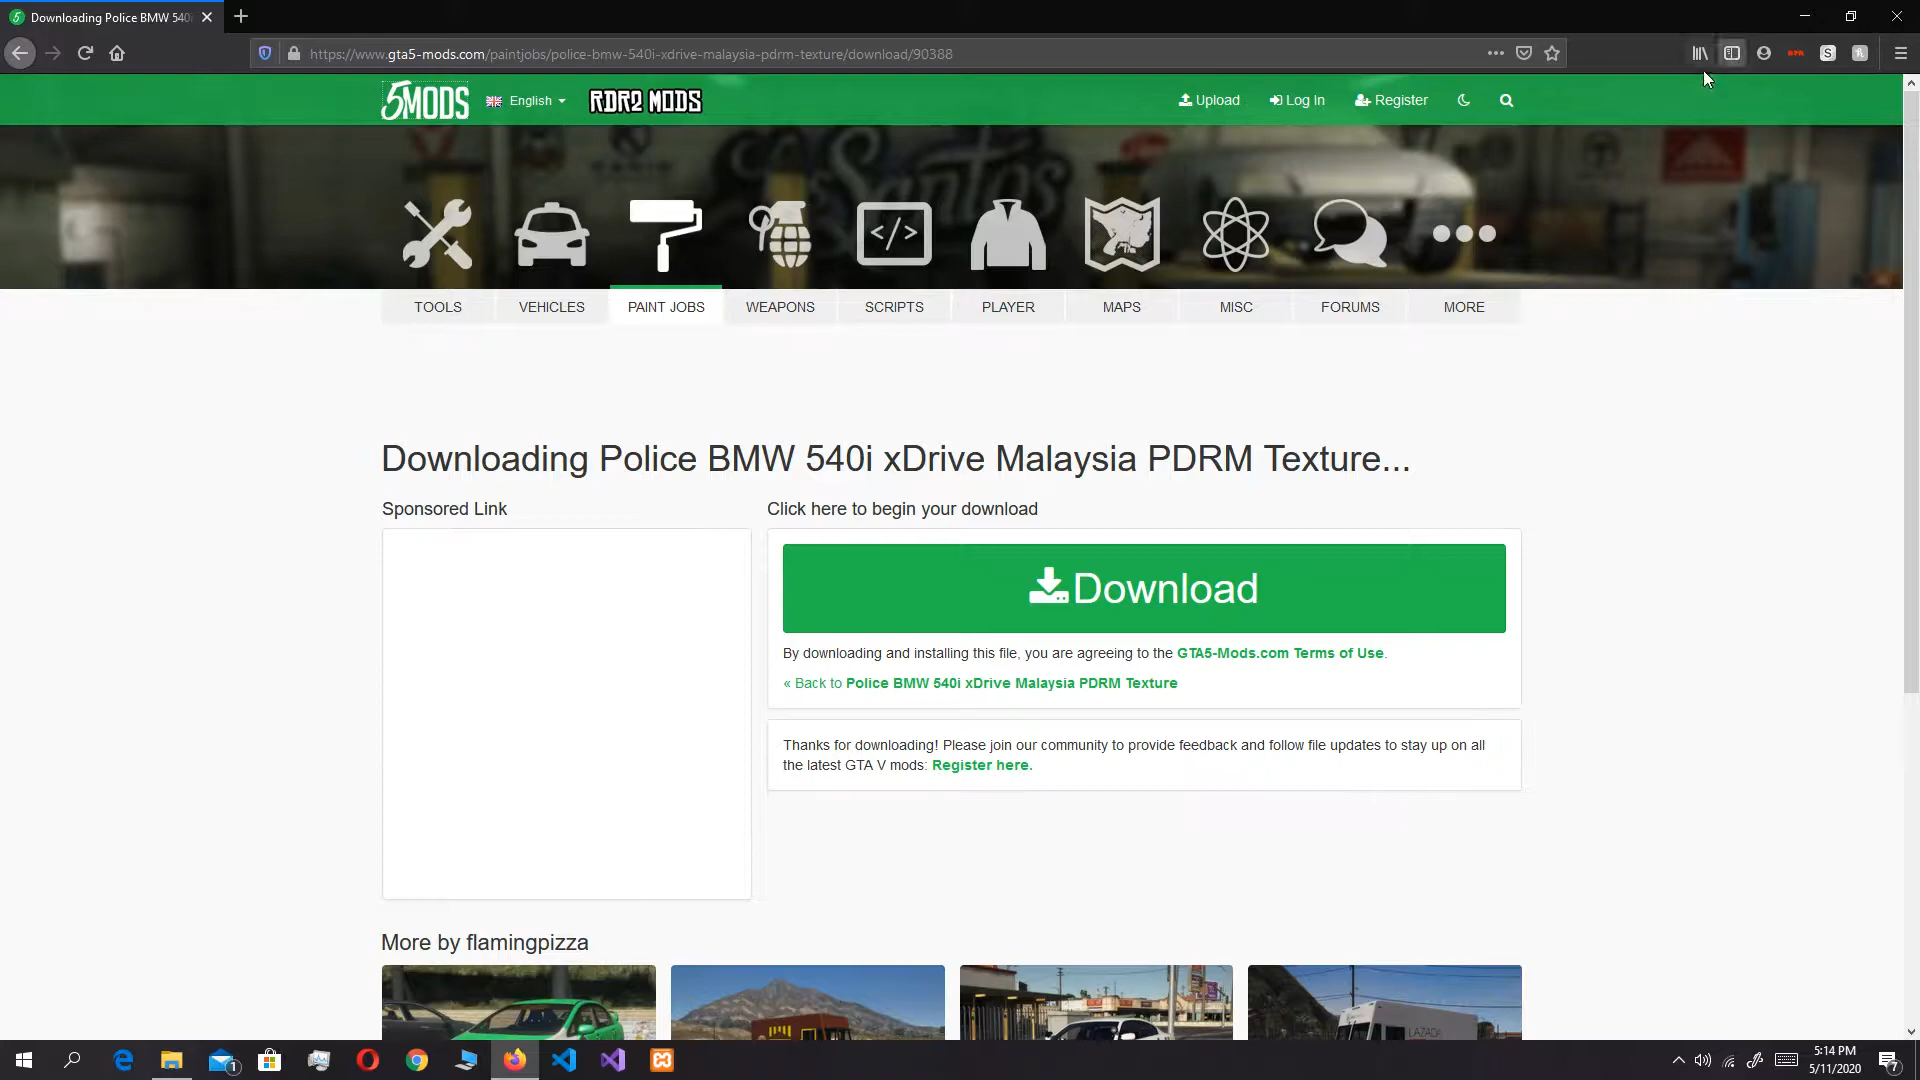 Downloading Police BMW 540i
https://www.gta5-mods.com/paintjobs/police-bmw-540i-xdrive-malaysia-pdrm-texture/download/90388
5MODS
English
RDR2 MODS
Upload
Log In
Register
Los Santos
TOOLS
VEHICLES
PAINT JOBS
WEAPONS
SCRIPTS
PLAYER
MAPS
MISC
FORUMS
MORE
Downloading Police BMW 540i xDrive Malaysia PDRM Texture...
Sponsored Link
Click here to begin your download
Download
By downloading and installing this file, you are agreeing to the GTA5-Mods.com Terms of Use.
« Back to Police BMW 540i xDrive Malaysia PDRM Texture
Thanks for downloading! Please join our community to provide feedback and follow file updates to stay up on all
the latest GTA V mods: Register here.
More by flamingpizza
LAZADA
5:14 PM
5/11/2020
1
7